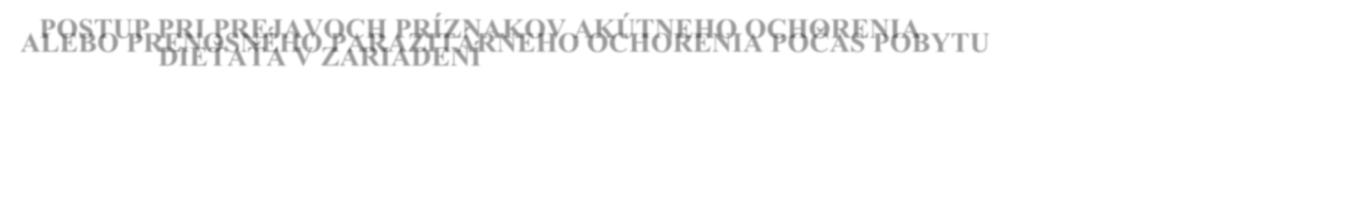 POSTUP PRI PREJAVOCH PRÍZNAKOV AKÚTNEHO OCHORENIA
ALEBO PRENOSNÉHO PARAZITÁRNEHO OCHORENIA POČAS POBYTU
DIEŤAŤA V ZARIADENÍ